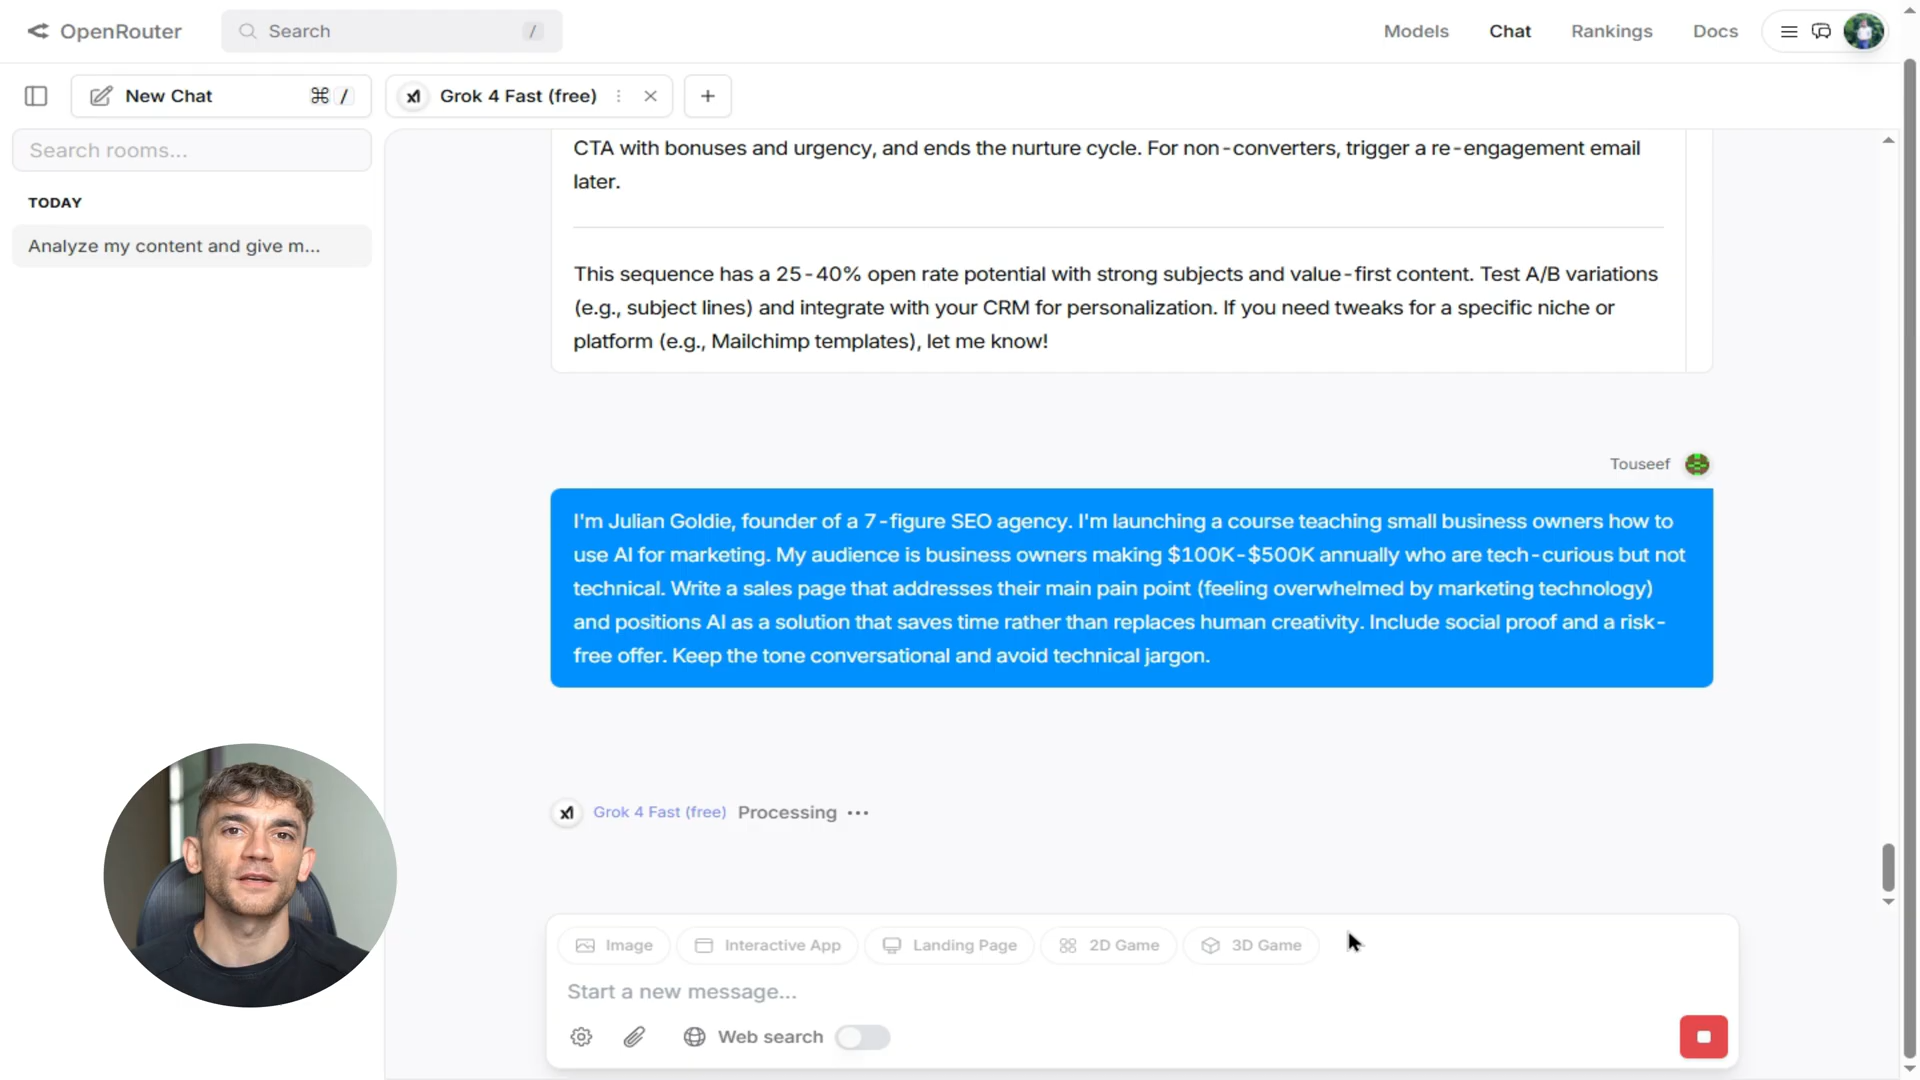 OpenRouter
Search
/
Models
Chat
Rankings
Docs
New Chat
⌘ /
Grok 4 Fast (free)
Search rooms...
TODAY
Analyze my content and give m...
CTA with bonuses and urgency, and ends the nurture cycle. For non-converters, trigger a re-engagement email
later.
This sequence has a 25-40% open rate potential with strong subjects and value-first content. Test A/B variations
(e.g., subject lines) and integrate with your CRM for personalization. If you need tweaks for a specific niche or
platform (e.g., Mailchimp templates), let me know!
Touseef
I'm Julian Goldie, founder of a 7-figure SEO agency. I'm launching a course teaching small business owners how to
use AI for marketing. My audience is business owners making $100K-$500K annually who are tech-curious but not
technical. Write a sales page that addresses their main pain point (feeling overwhelmed by marketing technology)
and positions AI as a solution that saves time rather than replaces human creativity. Include social proof and a risk-
free offer. Keep the tone conversational and avoid technical jargon.
Grok 4 Fast (free) Processing ...
Image
Interactive App
Landing Page
2D Game
3D Game
Start a new message...
Web search